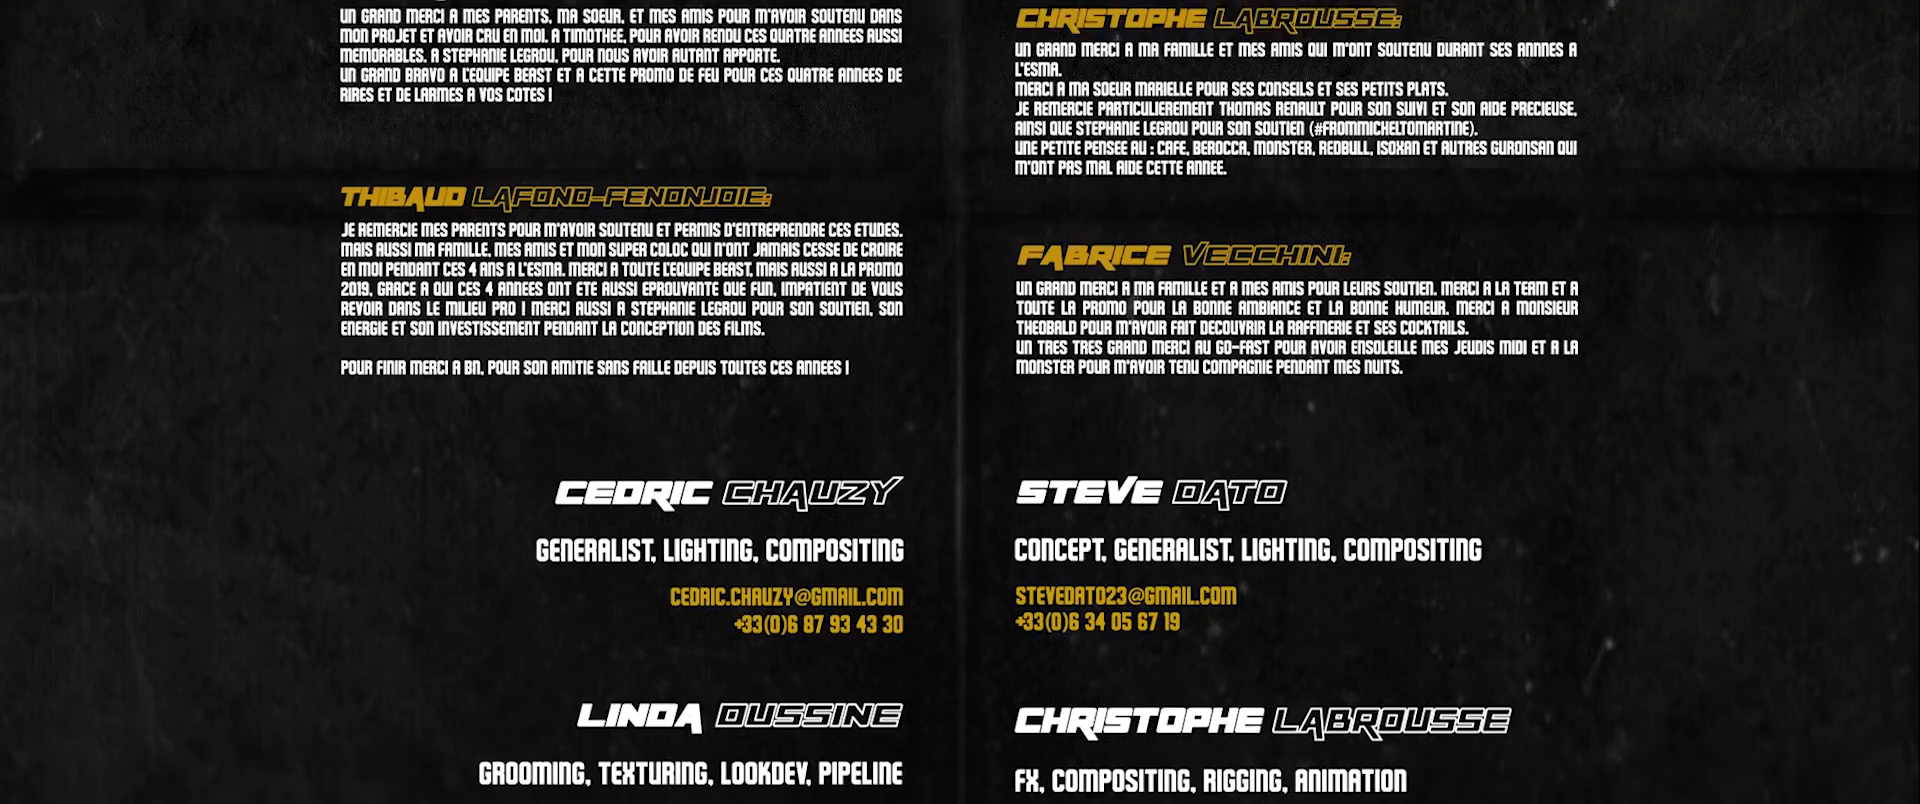 UN GRAND MERCI A MES PARENTS, MA SOEUR, ET MES AMIS POUR M'AVOIR SOUTENU DANS
MON PROJET ET AVOIR CRU EN MOI. A TIMOTHEE, POUR AVOIR RENDU CES QUATRE ANNEES AUSSI
MEMORABLES. A STEPHANIE LEGROU, POUR NOUS AVOIR AUTANT APPORTE.
UN GRAND BRAVO A L'EQUIPE BEAST ET A CETTE PROMO DE FEU POUR CES QUATRE ANNEES DE
RIRES ET DE LARMES A VOS COTES !
THIBAUD LAFOND-FENONJOIE:
JE REMERCIE MES PARENTS POUR M'AVOIR SOUTENU ET PERMIS D'ENTREPRENDRE CES ETUDES.
MAIS AUSSI MA FAMILLE, MES AMIS ET MON SUPER COLOC QUI N'ONT JAMAIS CESSE DE CROIRE
EN MOI PENDANT CES 4 ANS A L'ESMA. MERCI A TOUTE L'EQUIPE BEAST, MAIS AUSSI A LA PROMO
2019, GRACE A QUI CES 4 ANNEES ONT ETE AUSSI EPROUVANTE QUE FUN, IMPATIENT DE VOUS
REVOIR DANS LE MILIEU PRO ! MERCI AUSSI A STEPHANIE LEGROU POUR SON SOUTIEN, SON
ENERGIE ET SON INVESTISSEMENT PENDANT LA CONCEPTION DES FILMS.
POUR FINIR MERCI A BN, POUR SON AMITIE SANS FAILLE DEPUIS TOUTES CES ANNEES !
CHRISTOPHE LABROUSSE:
UN GRAND MERCI A MA FAMILLE ET MES AMIS QUI M'ONT SOUTENU DURANT SES ANNNES A
L'ESMA.
MERCI A MA SOEUR MARIELLE POUR SES CONSEILS ET SES PETITS PLATS.
JE REMERCIE PARTICULIEREMENT THOMAS RENAULT POUR SON SUIVI ET SON AIDE PRECIEUSE,
AINSI QUE STEPHANIE LEGROU POUR SON SOUTIEN (#FROMMICHELTOMARTINE).
UNE PETITE PENSEE AU : CAFE, BEROCCA, MONSTER, REDBULL, ISOXAN ET AUTRES GURONSAN QUI
M'ONT PAS MAL AIDE CETTE ANNEE.
FABRICE VECCHINI:
UN GRAND MERCI A MA FAMILLE ET A MES AMIS POUR LEURS SOUTIEN. MERCI A LA TEAM ET A
TOUTE LA PROMO POUR LA BONNE AMBIANCE ET LA BONNE HUMEUR. MERCI A MONSIEUR
THEOBALD POUR M'AVOIR FAIT DECOUVRIR LA RAFFINERIE ET SES COCKTAILS.
UN TRES TRES GRAND MERCI AU GO-FAST POUR AVOIR ENSOLEILLE MES JEUDIS MIDI ET A LA
MONSTER POUR M'AVOIR TENU COMPAGNIE PENDANT MES NUITS.
CEDRIC CHAUZY
GENERALIST, LIGHTING, COMPOSITING
CEDRIC.CHAUZY@GMAIL.COM
+33(0)6 87 93 43 30
STEVE DATO
CONCEPT, GENERALIST, LIGHTING, COMPOSITING
STEVEDATO23@GMAIL.COM
+33(0)6 34 05 67 19
LINDA DUSSINE
GROOMING, TEXTURING, LOOKDEV, PIPELINE
CHRISTOPHE LABROUSSE
FX, COMPOSITING, RIGGING, ANIMATION